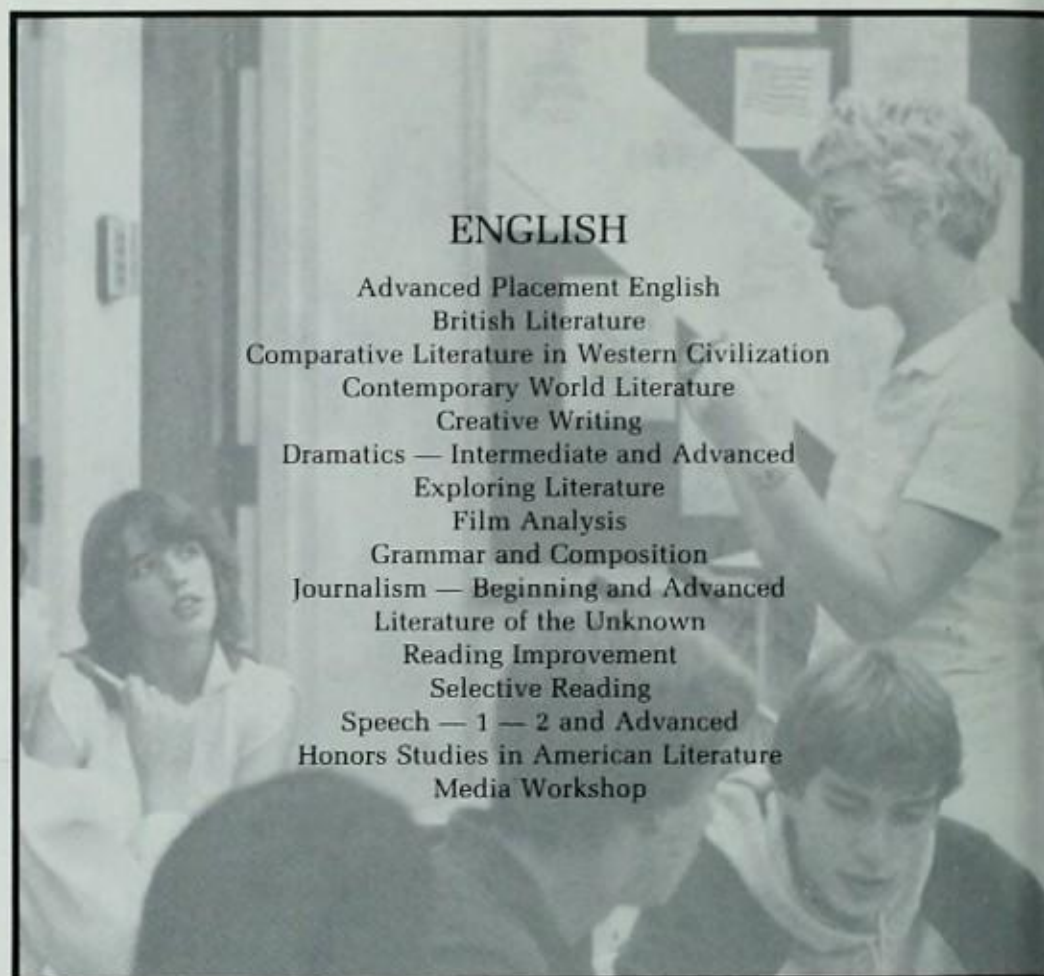 ENGLISH
Advanced Placement English
British Literature
Comparative Literature in Western Civilization
Contemporary World Literature
Creative Writing
Dramatics — Intermediate and Advanced
Exploring Literature
Film Analysis
Grammar and Composition
Journalism — Beginning and Advanced
Literature of the Unknown
Reading Improvement
Selective Reading
Speech — 1 — 2 and Advanced
Honors Studies in American Literature
Media Workshop